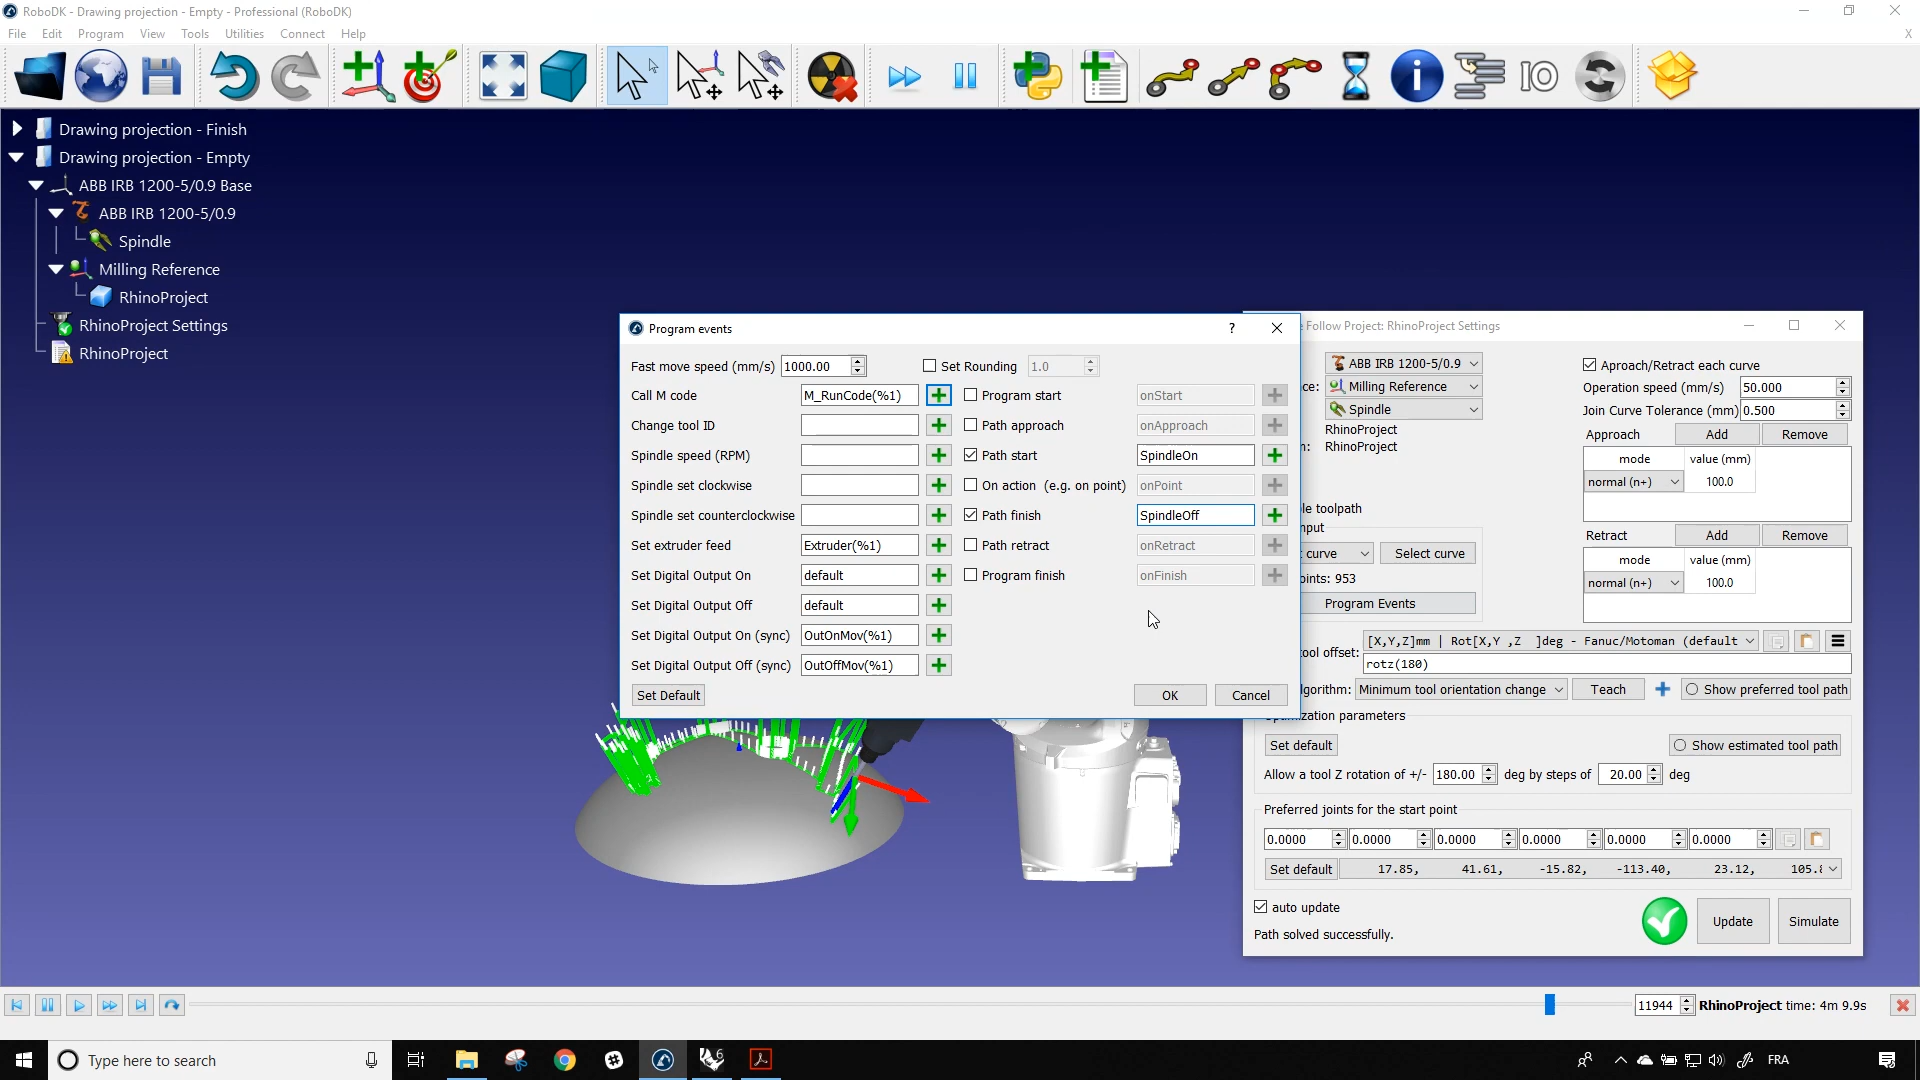 RoboDK - Drawing projection - Empty - Professional (RoboDK)
File Edit Program View Tools Utilities Connect Help X
IO
Drawing projection - Finish
Drawing projection - Empty
ABB IRB 1200-5/0.9 Base
ABB IRB 1200-5/0.9
Spindle
Milling Reference
RhinoProject
RhinoProject Settings
RhinoProject
Program events ?
Fast move speed (mm/s) 1000.00 Set Rounding 1.0
Call M code M_RunCode(%1) Program start onStart
Change tool ID Path approach onApproach
Spindle speed (RPM) Path start SpindleOn
Spindle set clockwise On action (e.g. on point) onPoint
Spindle set counterclockwise Path finish SpindleOff
Set extruder feed Extruder(%1) Path retract onRetract
Set Digital Output On default Program finish onFinish
Set Digital Output Off default
Set Digital Output On (sync) OutOnMov(%1)
Set Digital Output Off (sync) OutOffMov(%1)
Set Default OK Cancel
Follow Project: RhinoProject Settings
ABB IRB 1200-5/0.9 Aproach/Retract each curve
ce: Milling Reference Operation speed (mm/s) 50.000
Spindle Join Curve Tolerance (mm) 0.500
RhinoProject Approach Add Remove
RhinoProject
mode value (mm)
normal (n+) 100.0
le toolpath
nput
Retract Add Remove
curve Select curve mode value (mm)
oints: 953 normal (n+) 100.0
Program Events
ool offset: [X,Y,Z]mm | Rot[X,Y ,Z ]deg - Fanuc/Motoman (default
rotz(180)
lgorithm: Minimum tool orientation change Teach Show preferred tool path
Optimization parameters
Set default Show estimated tool path
Allow a tool Z rotation of +/- 180.00 deg by steps of 20.00 deg
Preferred joints for the start point
0.0000 0.0000 0.0000 0.0000 0.0000 0.0000
Set default 17.85, 41.61, -15.82, -113.40, 23.12,
auto update
Path solved successfully. Update Simulate
11944 RhinoProject time: 4m 9.9s
Type here to search FRA